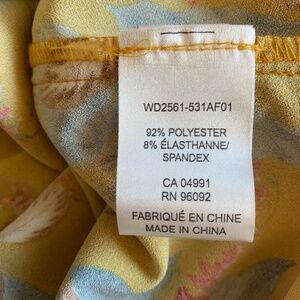 WD2561-531AF01
92% POLYESTER
8% ÉLASTHANNE/
SPANDEX
CA 04991
RN 96092
FABRIQUÉ EN CHINE
MADE IN CHINA